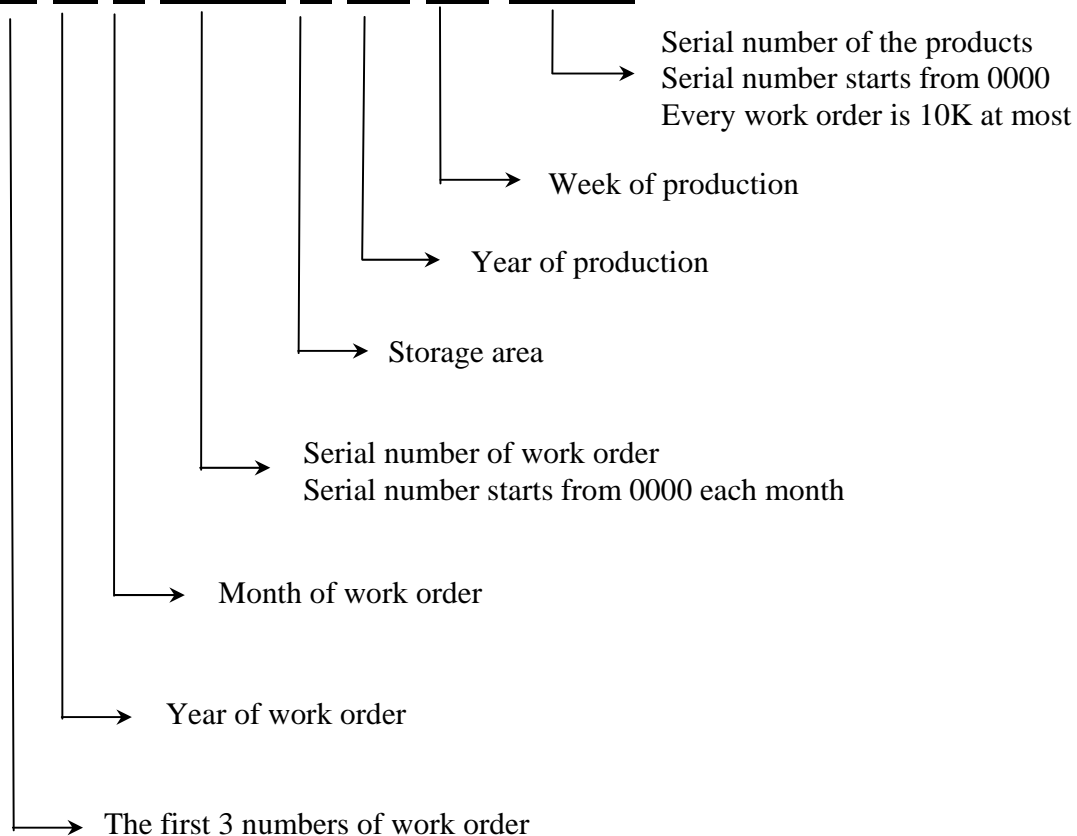 Serial number of the products
Serial number starts from 0000
Every work order is 10K at most
Week of production
Year of production
Storage area
Serial number of work order
Serial number starts from 0000 each month
Month of work order
Year of work order
The first 3 numbers of work order